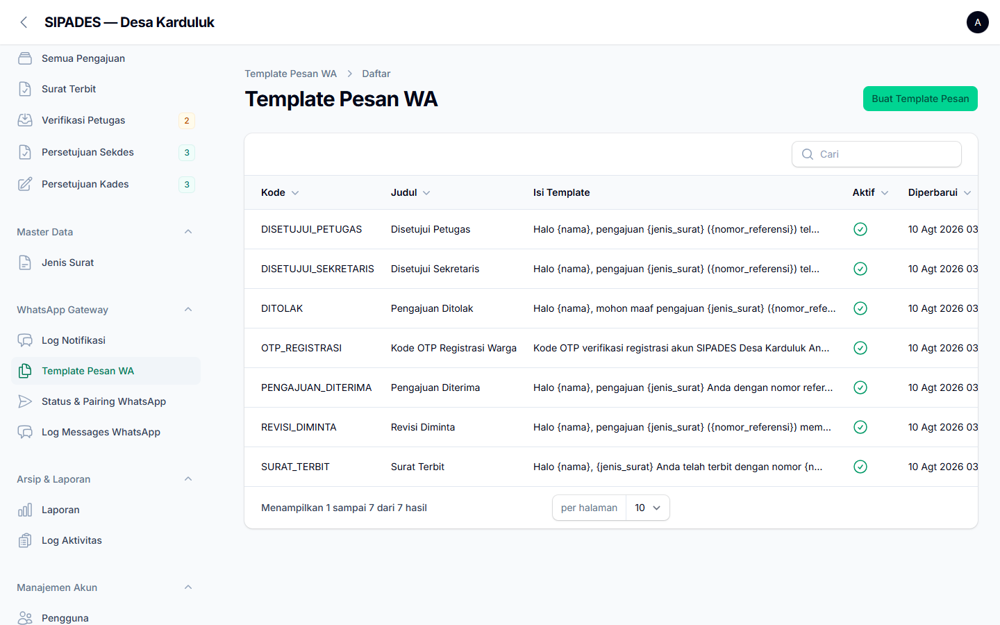 SIPADES — Desa Karduluk
A
Semua Pengajuan
Surat Terbit
Verifikasi Petugas 2
Persetujuan Sekdes 3
Persetujuan Kades 3
Master Data
Jenis Surat
WhatsApp Gateway
Log Notifikasi
Template Pesan WA
Status & Pairing WhatsApp
Log Messages WhatsApp
Arsip & Laporan
Laporan
Log Aktivitas
Manajemen Akun
Pengguna
Template Pesan WA Daftar
Template Pesan WA
Buat Template Pesan
Cari
Kode Judul Isi Template Aktif Diperbarui
DISETUJUI_PETUGAS Disetujui Petugas Halo {nama}, pengajuan {jenis_surat} ({nomor_referensi}) tel... 10 Agt 2026 03
DISETUJUI_SEKRETARIS Disetujui Sekretaris Halo {nama}, pengajuan {jenis_surat} ({nomor_referensi}) tel... 10 Agt 2026 03
DITOLAK Pengajuan Ditolak Halo {nama}, mohon maaf pengajuan {jenis_surat} ({nomor_refe... 10 Agt 2026 03
OTP_REGISTRASI Kode OTP Registrasi Warga Kode OTP verifikasi registrasi akun SIPADES Desa Karduluk An... 10 Agt 2026 03
PENGAJUAN_DITERIMA Pengajuan Diterima Halo {nama}, pengajuan {jenis_surat} Anda dengan nomor refer... 10 Agt 2026 03
REVISI_DIMINTA Revisi Diminta Halo {nama}, pengajuan {jenis_surat} ({nomor_referensi}) mem... 10 Agt 2026 03
SURAT_TERBIT Surat Terbit Halo {nama}, {jenis_surat} Anda telah terbit dengan nomor {n... 10 Agt 2026 03
Menampilkan 1 sampai 7 dari 7 hasil per halaman 10